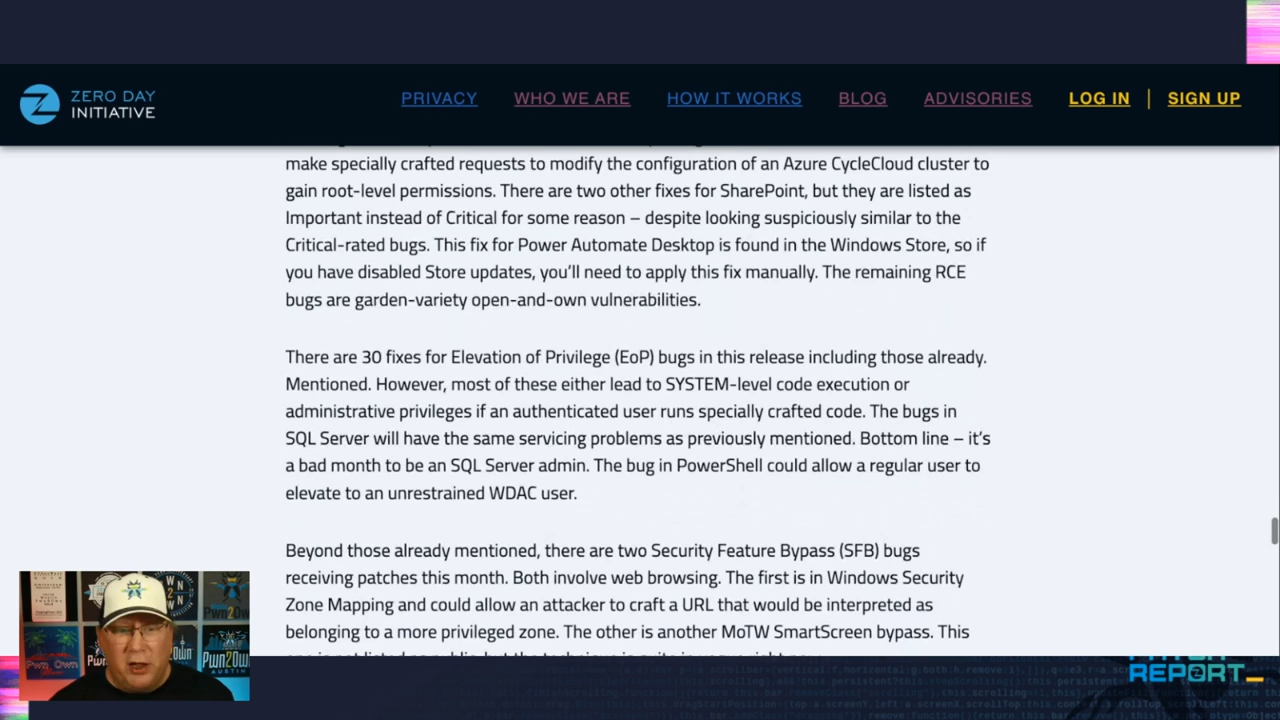 ZERO DAY
INITIATIVE
PRIVACY
WHO WE ARE
HOW IT WORKS
BLOG
ADVISORIES
LOG IN
SIGN UP
make specially crafted requests to modify the configuration of an Azure CycleCloud cluster to
gain root-level permissions. There are two other fixes for SharePoint, but they are listed as
Important instead of Critical for some reason – despite looking suspiciously similar to the
Critical-rated bugs. This fix for Power Automate Desktop is found in the Windows Store, so if
you have disabled Store updates, you’ll need to apply this fix manually. The remaining RCE
bugs are garden-variety open-and-own vulnerabilities.
There are 30 fixes for Elevation of Privilege (EoP) bugs in this release including those already.
Mentioned. However, most of these either lead to SYSTEM-level code execution or
administrative privileges if an authenticated user runs specially crafted code. The bugs in
SQL Server will have the same servicing problems as previously mentioned. Bottom line – it’s
a bad month to be an SQL Server admin. The bug in PowerShell could allow a regular user to
elevate to an unrestrained WDAC user.
Beyond those already mentioned, there are two Security Feature Bypass (SFB) bugs
receiving patches this month. Both involve web browsing. The first is in Windows Security
Zone Mapping and could allow an attacker to craft a URL that would be interpreted as
belonging to a more privileged zone. The other is another MoTW SmartScreen bypass. This
Pwn2Own
Pwn Own
Pwn2Own
AUSTIN
REPORT_